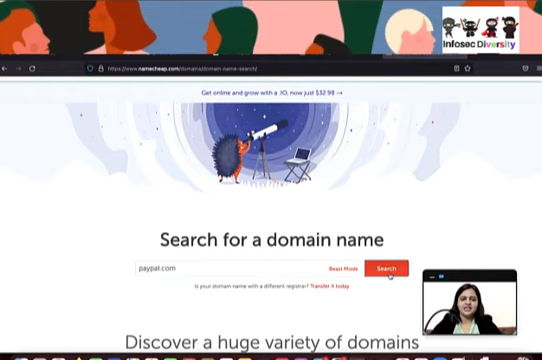 Infosec Diversity
https://www.namecheap.com/domains/domain-name-search/
Get online and grow with a .IO, now just $32.98 →
Search for a domain name
paypal.com
Beast Mode
Search
Is your domain name with a different registrar? Transfer it today
Discover a huge variety of domains